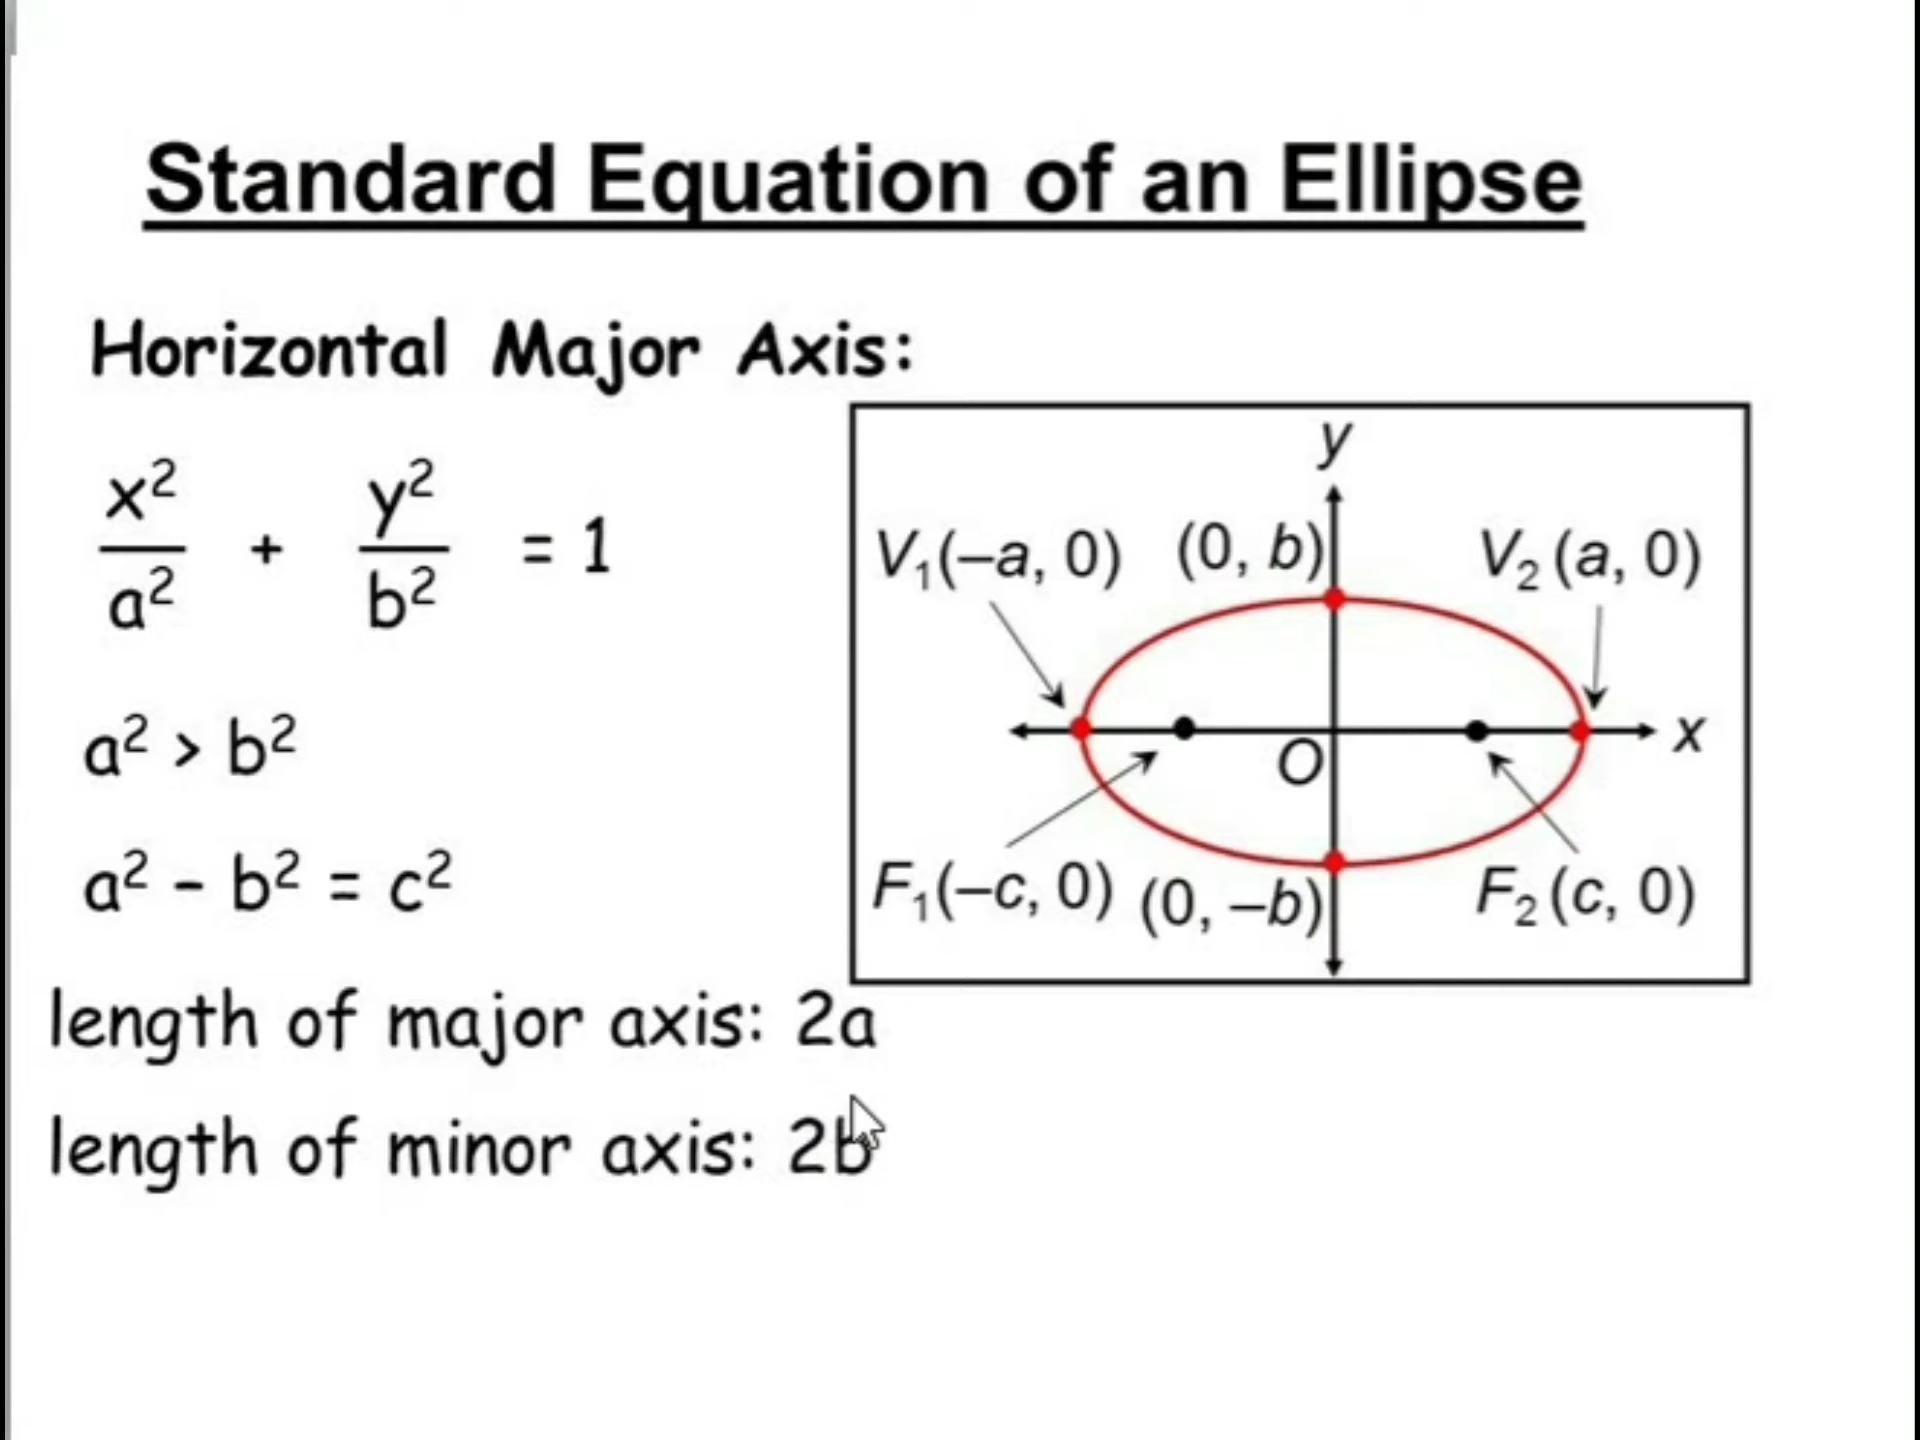 Standard Equation of an Ellipse
Horizontal Major Axis:
x²/a² + y²/b² = 1
a² > b²
a² - b² = c²
length of major axis: 2a
length of minor axis: 2b
y
V₁(–a, 0) (0, b) V₂(a, 0)
x
O
F₁(–c, 0) (0, –b) F₂(c, 0)